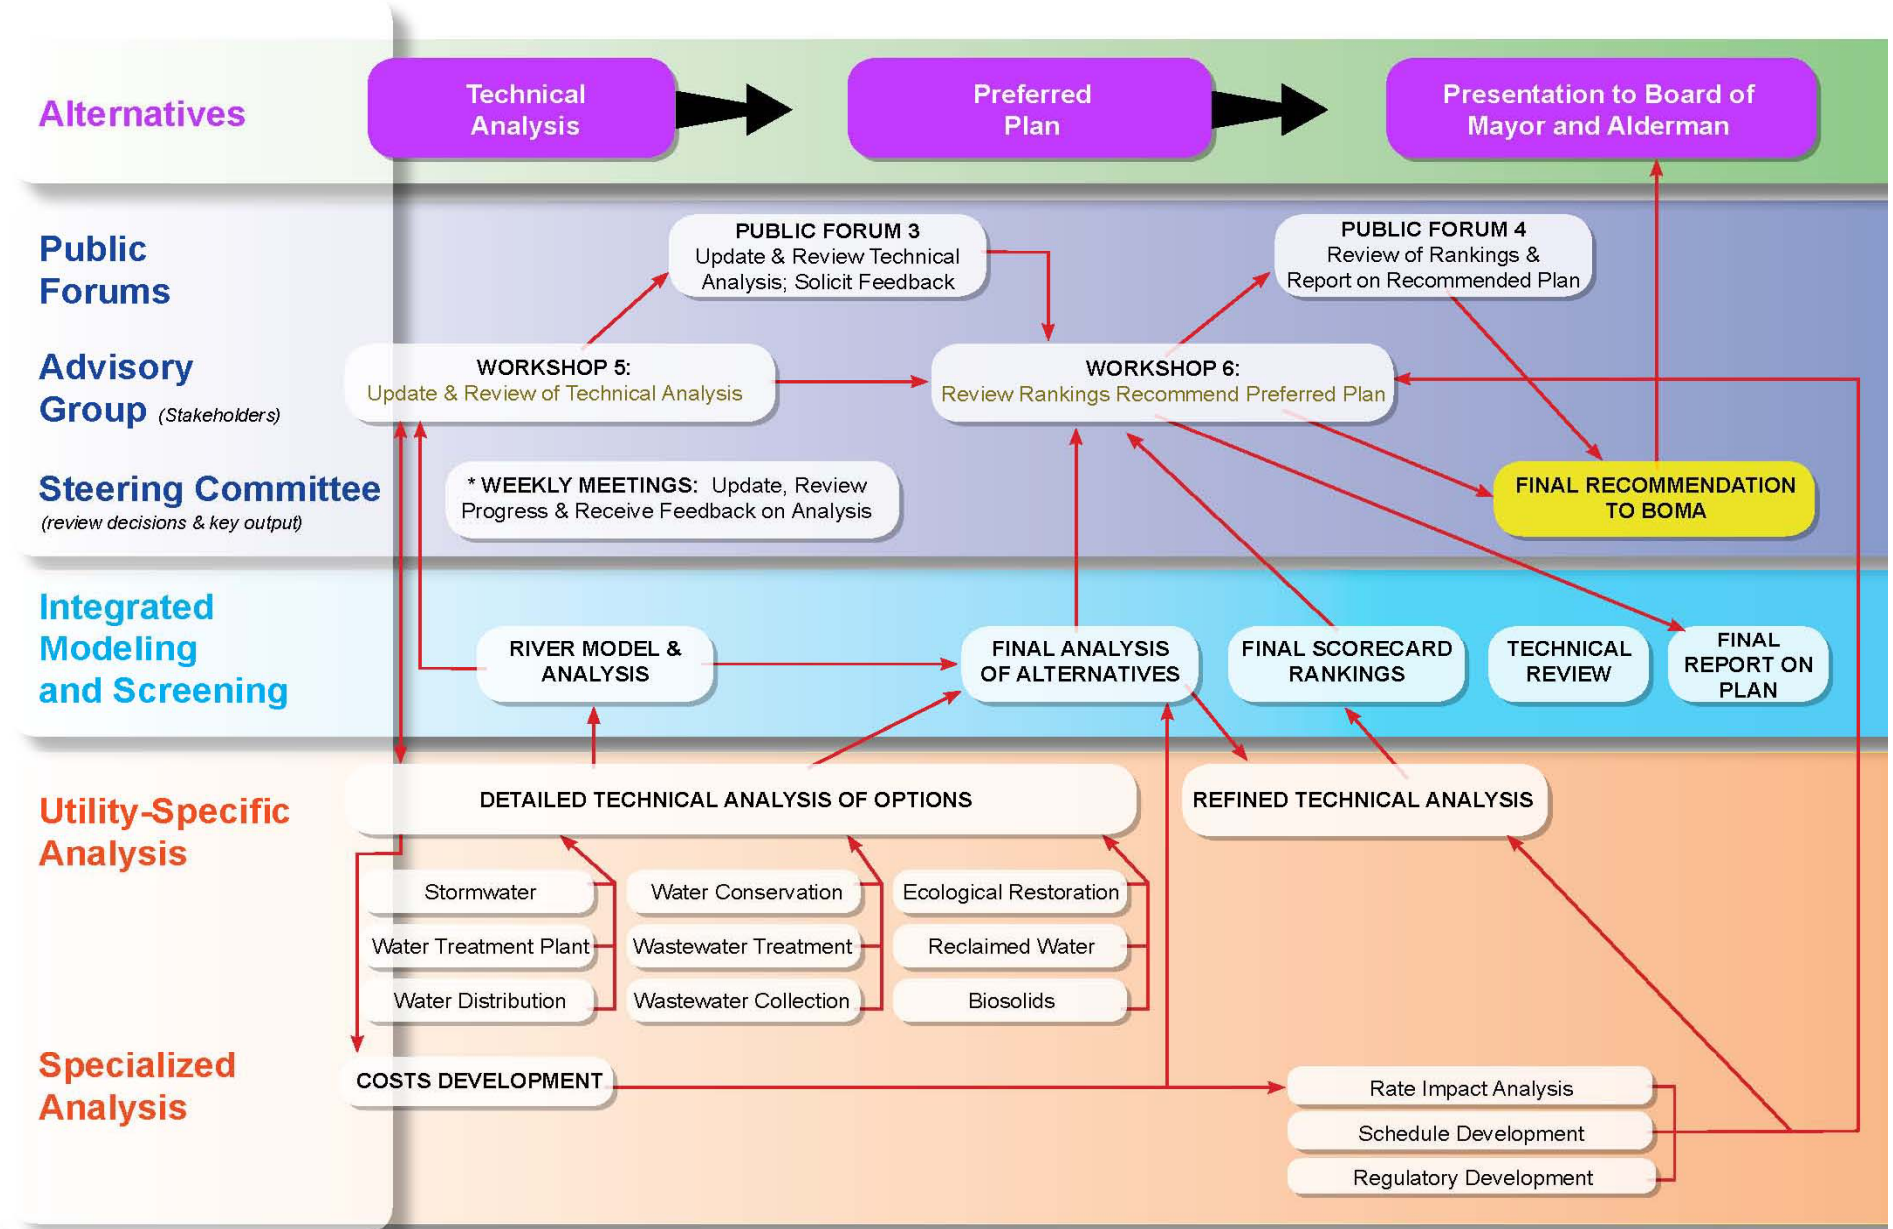 Alternatives
Technical
Analysis
Preferred
Plan
Presentation to Board of
Mayor and Alderman
Public
Forums
PUBLIC FORUM 3
Update & Review Technical
Analysis; Solicit Feedback
PUBLIC FORUM 4
Review of Rankings &
Report on Recommended Plan
Advisory
Group (Stakeholders)
WORKSHOP 5:
Update & Review of Technical Analysis
WORKSHOP 6:
Review Rankings Recommend Preferred Plan
Steering Committee
(review decisions & key output)
* WEEKLY MEETINGS: Update, Review
Progress & Receive Feedback on Analysis
FINAL RECOMMENDATION
TO BOMA
Integrated
Modeling
and Screening
RIVER MODEL &
ANALYSIS
FINAL ANALYSIS
OF ALTERNATIVES
FINAL SCORECARD
RANKINGS
TECHNICAL
REVIEW
FINAL
REPORT ON
PLAN
Utility-Specific
Analysis
DETAILED TECHNICAL ANALYSIS OF OPTIONS
REFINED TECHNICAL ANALYSIS
Stormwater
Water Conservation
Ecological Restoration
Water Treatment Plant
Wastewater Treatment
Reclaimed Water
Water Distribution
Wastewater Collection
Biosolids
Specialized
Analysis
COSTS DEVELOPMENT
Rate Impact Analysis
Schedule Development
Regulatory Development